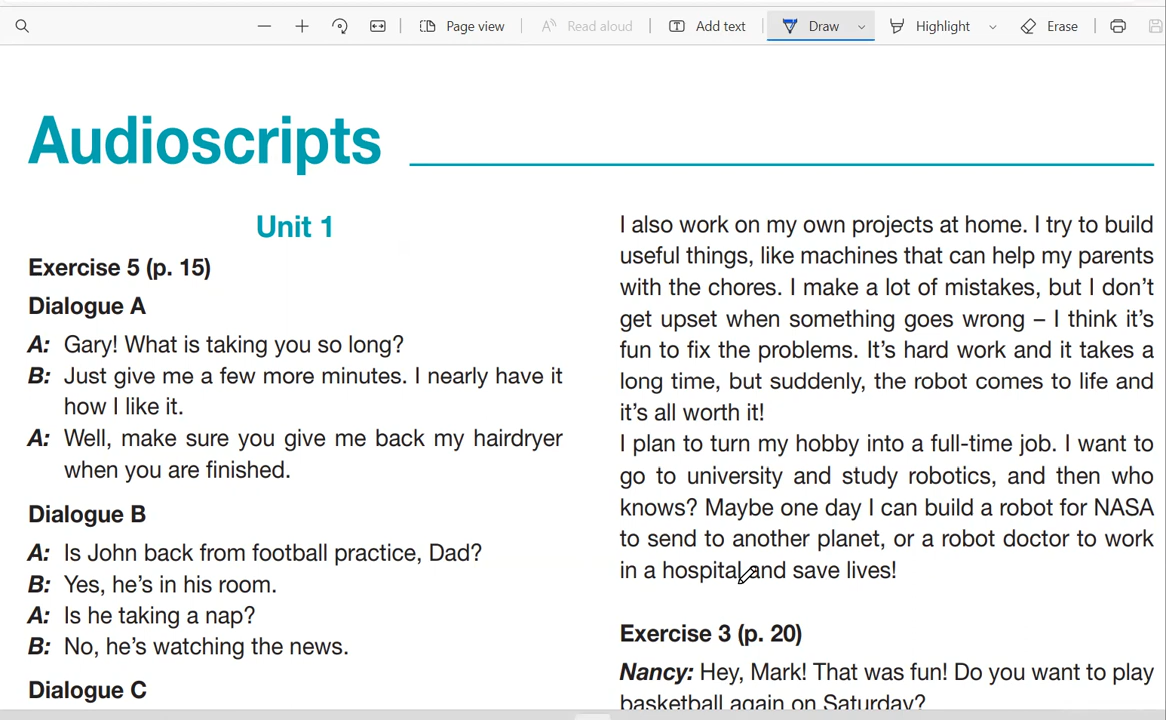 Page view
Read aloud
Add text
Draw
Highlight
Erase
Audioscripts
Unit 1
Exercise 5 (p. 15)
Dialogue A
A: Gary! What is taking you so long?
B: Just give me a few more minutes. I nearly have it
how I like it.
A: Well, make sure you give me back my hairdryer
when you are finished.
Dialogue B
A: Is John back from football practice, Dad?
B: Yes, he's in his room.
A: Is he taking a nap?
B: No, he's watching the news.
Dialogue C
I also work on my own projects at home. I try to build
useful things, like machines that can help my parents
with the chores. I make a lot of mistakes, but I don't
get upset when something goes wrong – I think it's
fun to fix the problems. It's hard work and it takes a
long time, but suddenly, the robot comes to life and
it's all worth it!
I plan to turn my hobby into a full-time job. I want to
go to university and study robotics, and then who
knows? Maybe one day I can build a robot for NASA
to send to another planet, or a robot doctor to work
in a hospital and save lives!
Exercise 3 (p. 20)
Nancy: Hey, Mark! That was fun! Do you want to play
basketball again on Saturday?